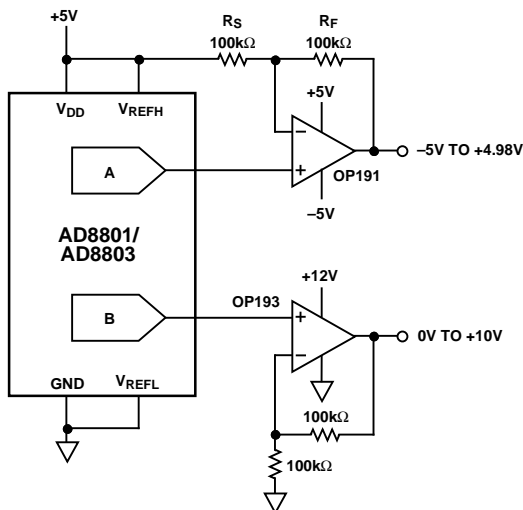 +5V
RS
100kΩ
RF
100kΩ
VDD
VREFH
+5V
–
+
A
–5V TO +4.98V
OP191
–5V
AD8801/
AD8803
+12V
OP193
B
+
–
0V TO +10V
GND
VREFL
100kΩ
100kΩ